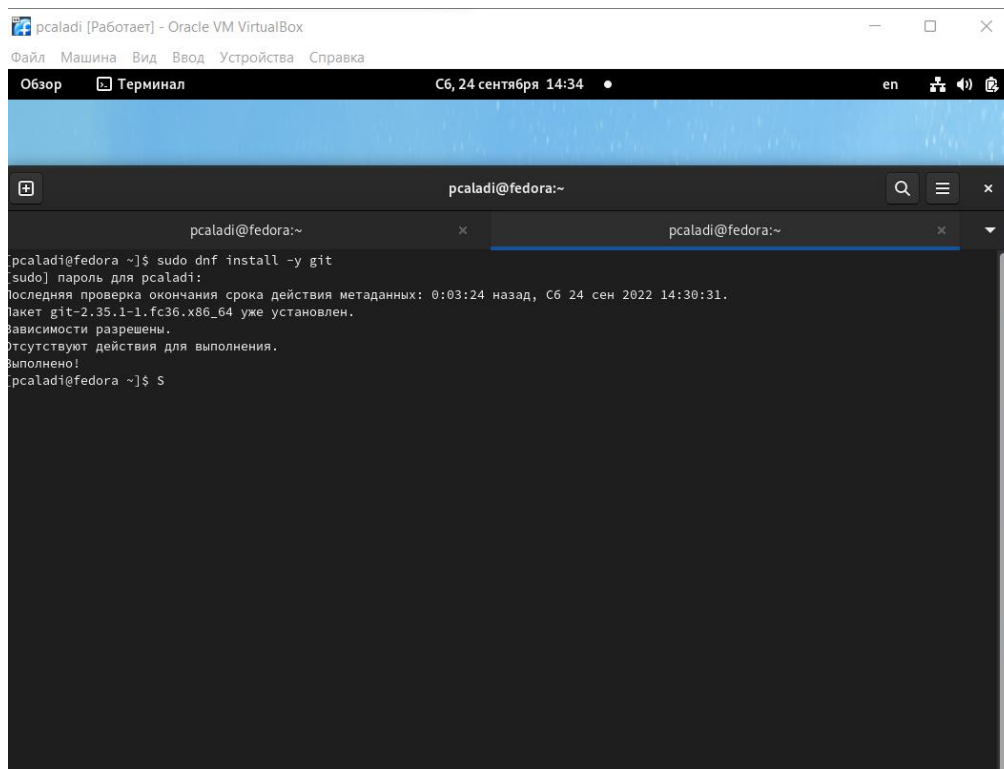 pcaladi [Работает] - Oracle VM VirtualBox
Файл Машина Вид Ввод Устройства Справка
Обзор Терминал Сб, 24 сентября 14:34 en
pcaladi@fedora:~
pcaladi@fedora:~ pcaladi@fedora:~
[pcaladi@fedora ~]$ sudo dnf install -y git
[sudo] пароль для pcaladi:
Последняя проверка окончания срока действия метаданных: 0:03:24 назад, Сб 24 сен 2022 14:30:31.
Пакет git-2.35.1-1.fc36.x86_64 уже установлен.
Зависимости разрешены.
Отсутствуют действия для выполнения.
Выполнено!
[pcaladi@fedora ~]$ S